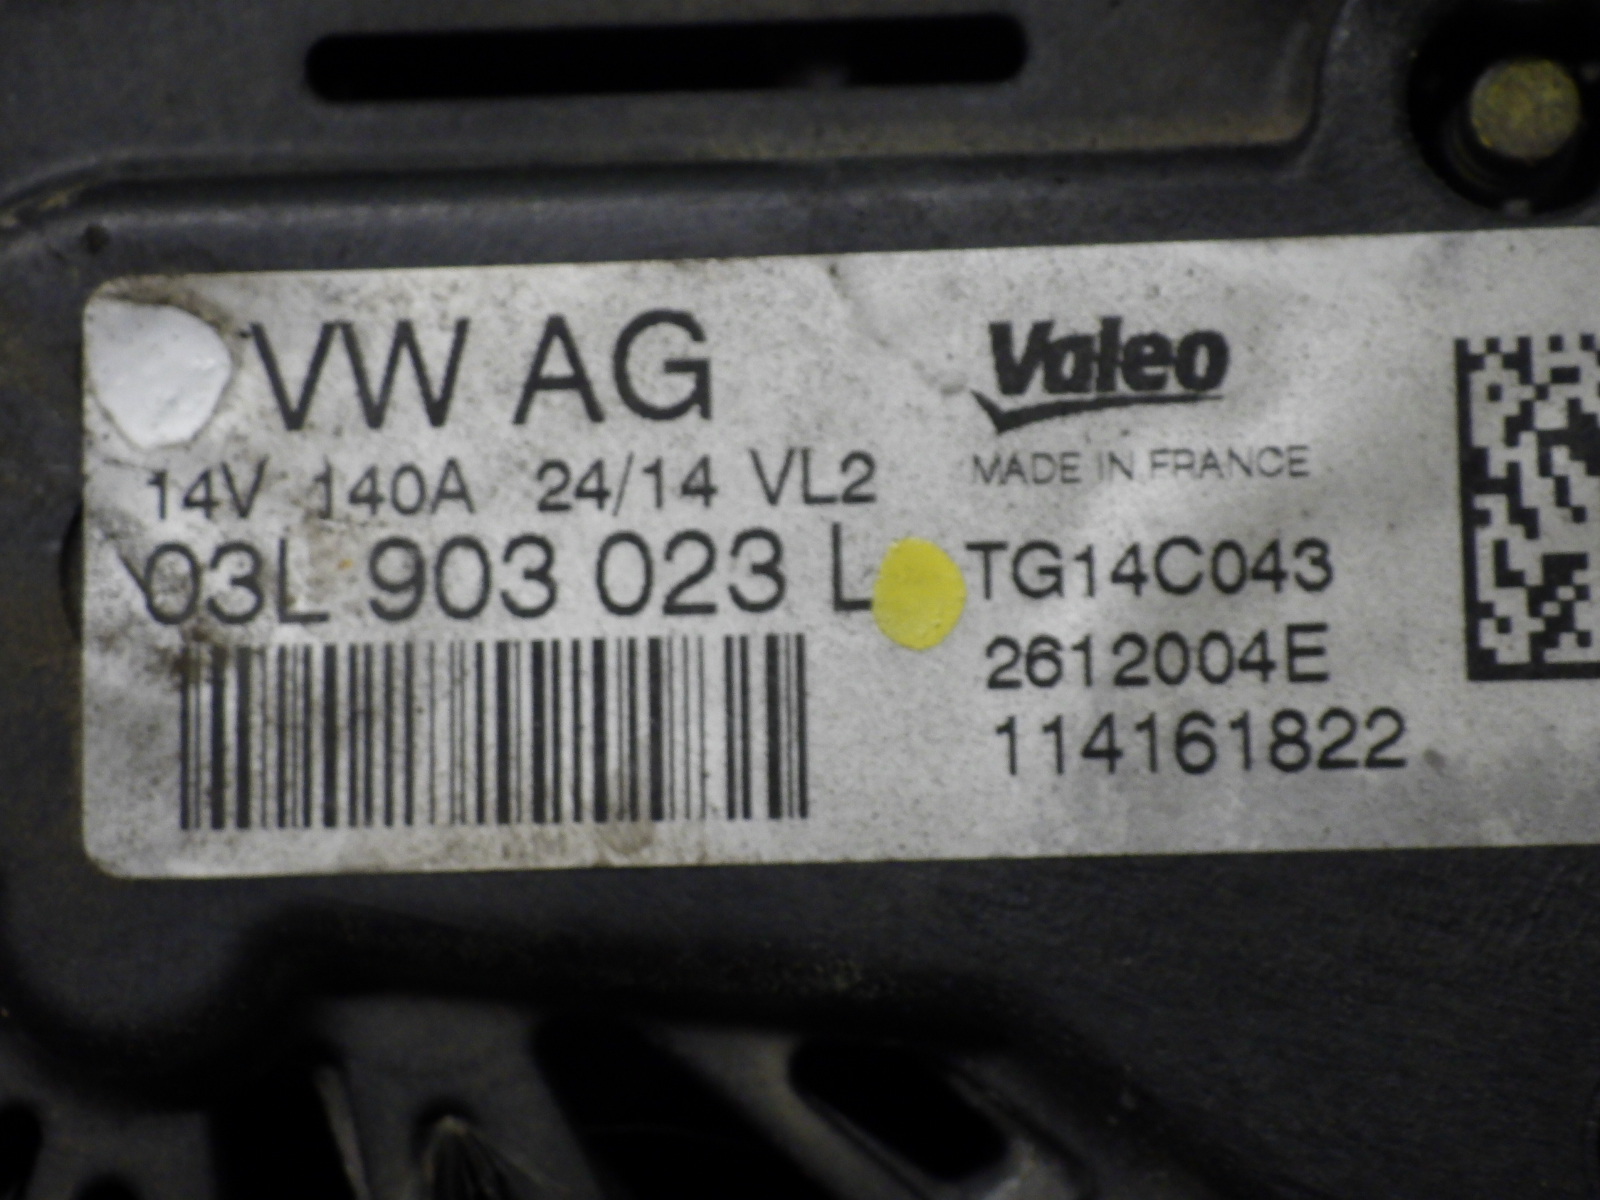 VW AG
14V 140A 24/14 VL2
03L 903 023 L
Valeo
MADE IN FRANCE
TG14C043
2612004E
114161822